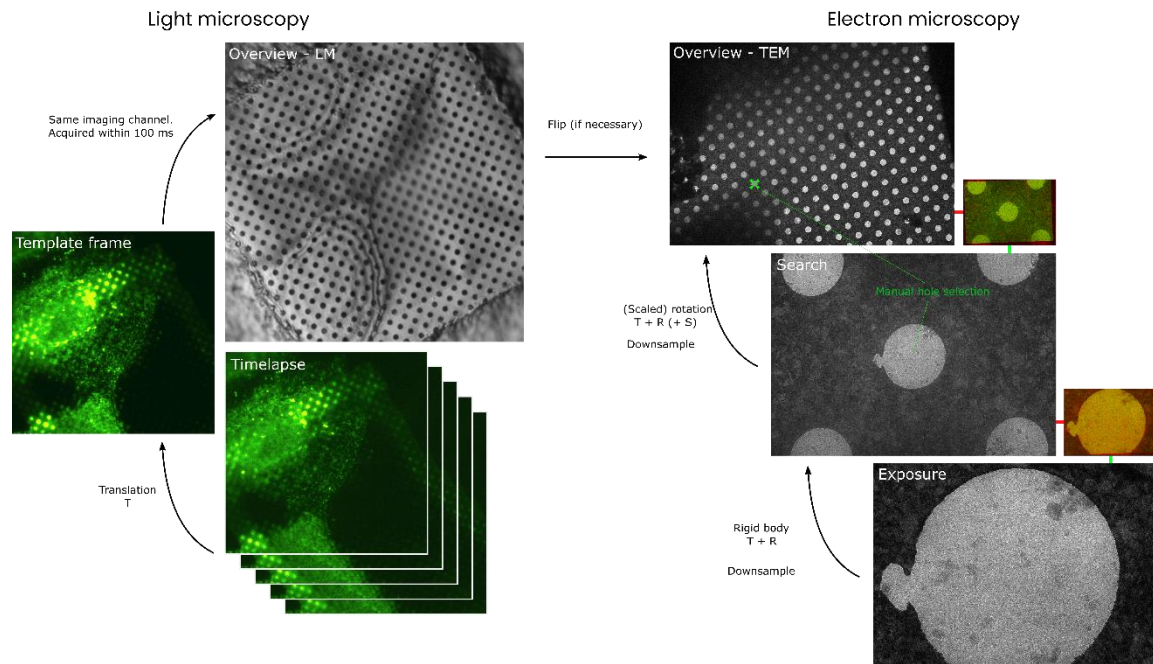 Light microscopy
Electron microscopy
Overview - LM
Overview - TEM
Same imaging channel.
Acquired within 100 ms
Flip (if necessary)
Template frame
Search
Manual hole selection
(Scaled) rotation
T + R (+ S)
Downsample
Timelapse
Translation
T
Exposure
Rigid body
T + R
Downsample